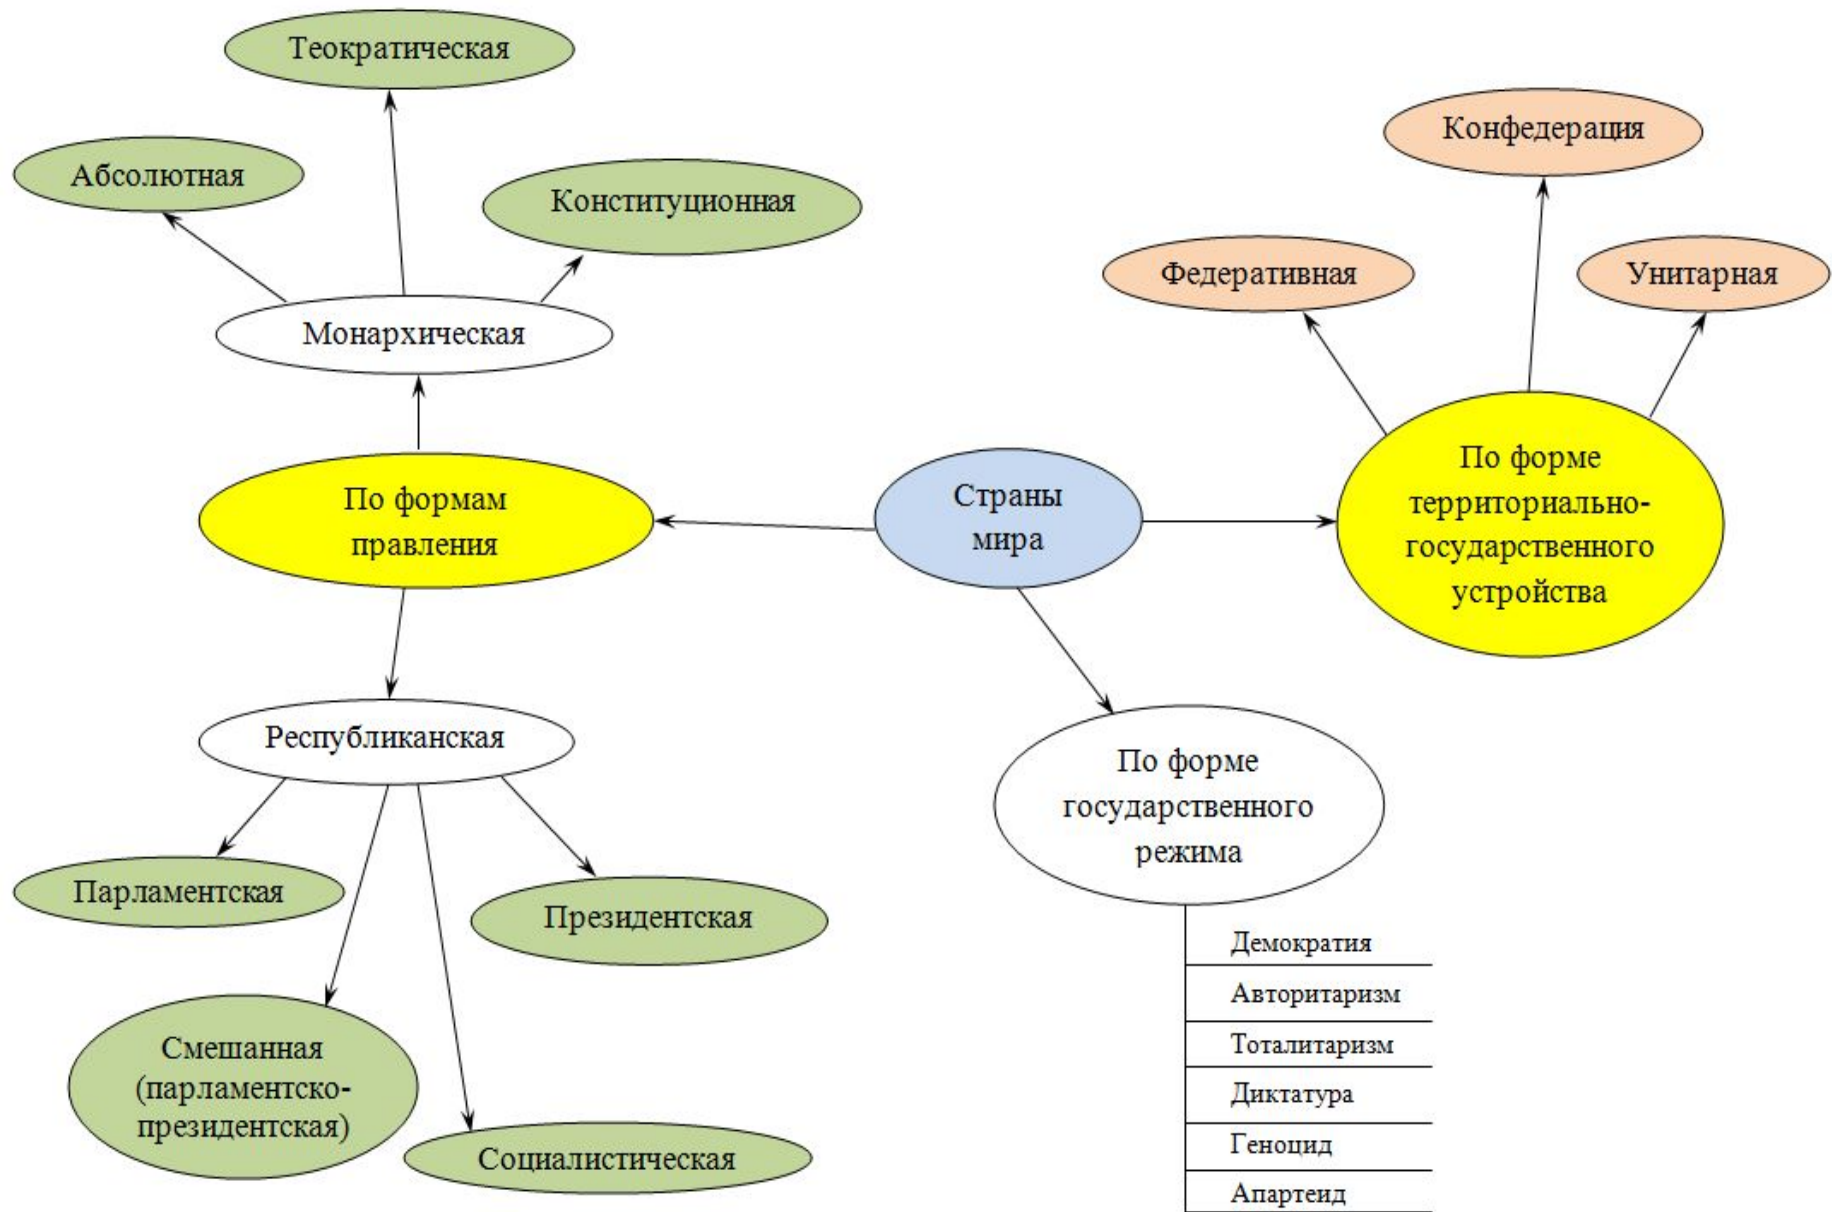 Теократическая
Абсолютная
Конституционная
Монархическая
По формам
правления
Республиканская
Парламентская
Президентская
Смешанная
(парламентско-
президентская)
Социалистическая
Страны
мира
Конфедерация
Федеративная
Унитарная
По форме
территориально-
государственного
устройства
По форме
государственного
режима
Демократия
Авторитаризм
Тоталитаризм
Диктатура
Геноцид
Апартеид